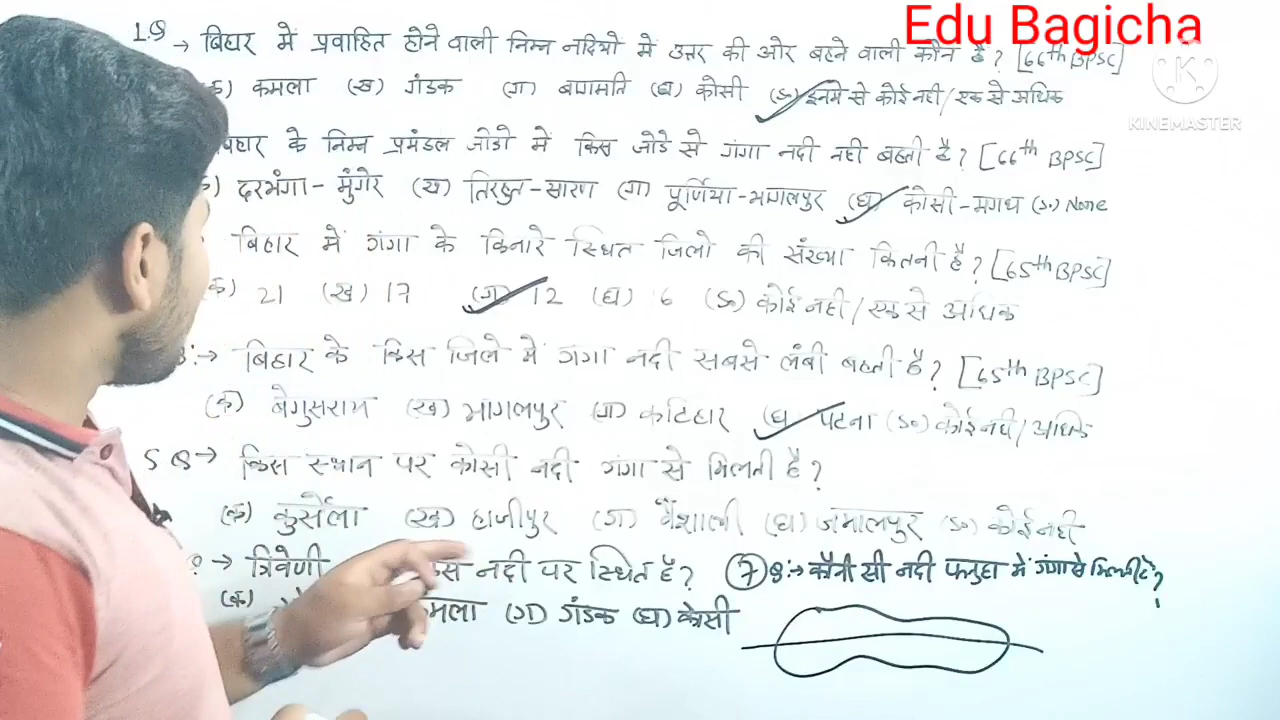 Edu Bagicha
KINEMASTER
1.Q → बिहार में प्रवाहित होने वाली निम्न नदियों में उत्तर की ओर बहने वाली कौन है? [66th BPSC]
कमला (ख) गंडक (ग) बागमति (घ) कोसी (ङ) इनमें से कोई नहीं / एक से अधिक
के निम्न प्रमंडल जोडो में किस जोडे से गंगा नदी नही बहती है? [66th BPSC]
दरभंगा - मुंगेर (ख) तिरहुत - सारण (ग) पूर्णिया - भागलपुर (घ) कोसी - मगध (ङ) None
बिहार में गंगा के किनारे स्थित जिलो की संख्या कितनी है? [65th BPSC]
21 (ख) 17 (ग) 12 (घ) 6 (ङ) कोई नही / एक से अधिक
:→ बिहार के किस जिले में गंगा नदी सबसे लंबी बहती है? [65th BPSC]
(क) बेगुसराय (ख) भागलपुर (ग) कटिहार (घ) पटना (ङ) कोई नही / अधिक
5 Q → किस स्थान पर कोसी नदी गंगा से मिलती है?
(क) कुर्सेला (ख) हाजीपुर (ग) वैशाली (घ) जमालपुर (ङ) कोई नही
→ त्रिवेणी नदी पर स्थित है?
(क) (ग) गंडक (घ) कोसी
(7) Q :→ कौन सी नदी फतुहा में गंगा से मिलती है?